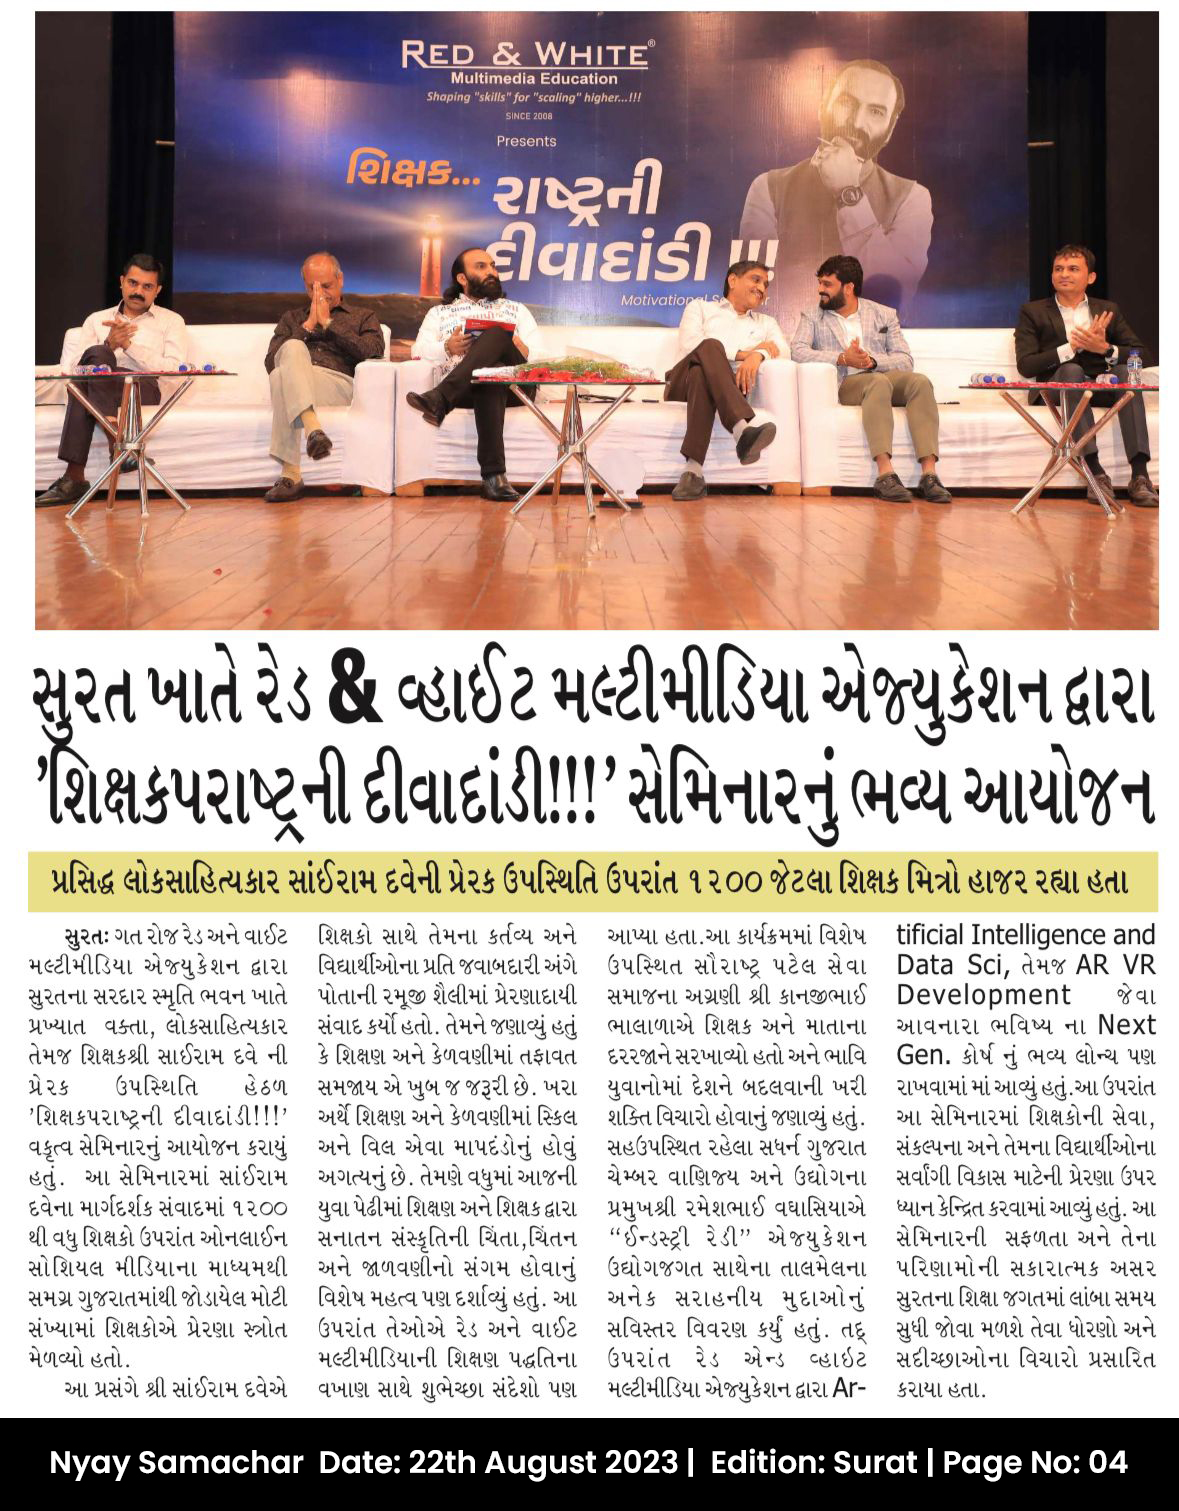 RED & WHITE®
Multimedia Education
Shaping "skills" for "scaling" higher...!!!
SINCE 2008
Presents
શિક્ષક...
રાષ્ટ્રની
દીવાદાંડી !!!
Motivational
સુરત ખાતે રેડ & વ્હાઈટ મલ્ટીમીડિયા એજ્યુકેશન દ્વારા
'શિક્ષકપરાષ્ટ્રની દીવાદાંડી!!!' સેમિનારનું ભવ્ય આયોજન
પ્રસિદ્ધ લોકસાહિત્યકાર સાંઈરામ દવેની પ્રેરક ઉપસ્થિતિ ઉપરાંત ૧૨૦૦ જેટલા શિક્ષક મિત્રો હાજર રહ્યા હતા
સુરતઃ ગત રોજ રેડ અને વાઈટ
મલ્ટીમીડિયા એજ્યુકેશન દ્વારા
સુરતના સરદાર સ્મૃતિ ભવન ખાતે
પ્રખ્યાત વક્તા, લોકસાહિત્યકાર
તેમજ શિક્ષકશ્રી સાઈરામ દવે ની
પ્રેરક ઉપસ્થિતિ હેઠળ
'શિક્ષકપરાષ્ટ્રની દીવાદાંડી!!!'
વકૃત્વ સેમિનારનું આયોજન કરાયું
હતું. આ સેમિનારમાં સાંઈરામ
દવેના માર્ગદર્શક સંવાદમાં ૧૨૦૦
થી વધુ શિક્ષકો ઉપરાંત ઓનલાઈન
સોશિયલ મીડિયાના માધ્યમથી
સમગ્ર ગુજરાતમાંથી જોડાયેલ મોટી
સંખ્યામાં શિક્ષકોએ પ્રેરણા સ્ત્રોત
મેળવ્યો હતો.
આ પ્રસંગે શ્રી સાંઈરામ દવેએ
શિક્ષકો સાથે તેમના કર્તવ્ય અને
વિદ્યાર્થીઓના પ્રતિ જવાબદારી અંગે
પોતાની રમૂજી શૈલીમાં પ્રેરણાદાયી
સંવાદ કર્યો હતો. તેમને જણાવ્યું હતું
કે શિક્ષણ અને કેળવણીમાં તફાવત
સમજાય એ ખુબ જ જરૂરી છે. ખરા
અર્થે શિક્ષણ અને કેળવણીમાં સ્કિલ
અને વિલ એવા માપદંડોનું હોવું
અગત્યનું છે. તેમણે વધુમાં આજની
યુવા પેઢીમાં શિક્ષણ અને શિક્ષક દ્વારા
સનાતન સંસ્કૃતિની ચિંતા,ચિંતન
અને જાળવણીનો સંગમ હોવાનું
વિશેષ મહત્વ પણ દર્શાવ્યું હતું. આ
ઉપરાંત તેઓએ રેડ અને વાઈટ
મલ્ટીમીડિયાની શિક્ષણ પદ્ધતિના
વખાણ સાથે શુભેચ્છા સંદેશો પણ
આપ્યા હતા.આ કાર્યક્રમમાં વિશેષ
ઉપસ્થિત સૌરાષ્ટ્ર પટેલ સેવા
સમાજના અગ્રણી શ્રી કાનજીભાઈ
ભાલાળાએ શિક્ષક અને માતાના
દરરજાને સરખાવ્યો હતો અને ભાવિ
યુવાનોમાં દેશને બદલવાની ખરી
શક્તિ વિચારો હોવાનું જણાવ્યું હતું.
સહઉપસ્થિત રહેલા સધર્ન ગુજરાત
ચેમ્બર વાણિજય અને ઉદ્યોગના
પ્રમુખશ્રી રમેશભાઈ વઘાસિયાએ
“ઈન્ડસ્ટ્રી રેડી” એજ્યુકેશન
ઉદ્યોગજગત સાથેના તાલમેલના
અનેક સરાહનીય મુદાઓનું
સવિસ્તર વિવરણ કર્યું હતું. તદ્
ઉપરાંત રેડ એન્ડ વ્હાઇટ
મલ્ટીમીડિયા એજ્યુકેશન દ્વારા Ar-
tificial Intelligence and
Data Sci, તેમજ AR VR
Development જેવા
આવનારા ભવિષ્ય ના Next
Gen. કોર્ષ નું ભવ્ય લોન્ચ પણ
રાખવામાં માં આવ્યું હતું.આ ઉપરાંત
આ સેમિનારમાં શિક્ષકોની સેવા,
સંકલ્પના અને તેમના વિદ્યાર્થીઓના
સર્વાંગી વિકાસ માટેની પ્રેરણા ઉપર
ધ્યાન કેન્દ્રિત કરવામાં આવ્યું હતું. આ
સેમિનારની સફળતા અને તેના
પરિણામોની સકારાત્મક અસર
સુરતના શિક્ષા જગતમાં લાંબા સમય
સુધી જોવા મળશે તેવા ધોરણો અને
સદીચ્છાઓના વિચારો પ્રસારિત
કરાયા હતા.
Nyay Samachar Date: 22th August 2023 | Edition: Surat | Page No: 04